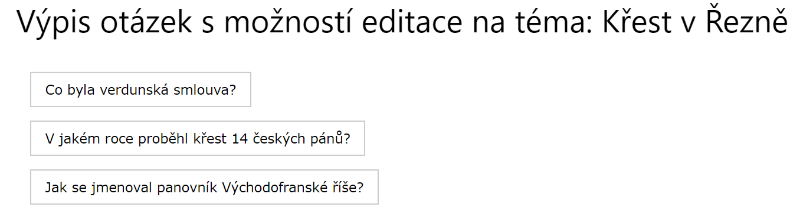 Výpis otázek s možností editace na téma: Křest v Řezně
Co byla verdunská smlouva?
V jakém roce proběhl křest 14 českých pánů?
Jak se jmenoval panovník Východofranské říše?